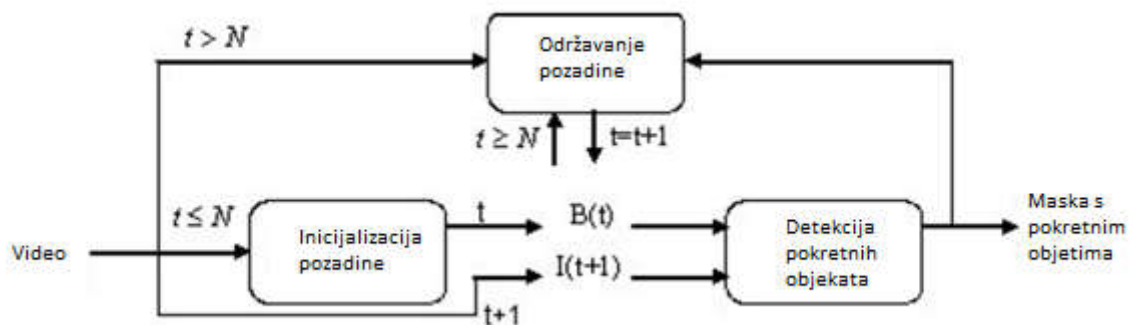 t > N
Održavanje
pozadine
t ≥ N
t=t+1
t ≤ N
Video
Inicijalizacija
pozadine
t
B(t)
I(t+1)
t+1
Detekcija
pokretnih
objekata
Maska s
pokretnim
objetima